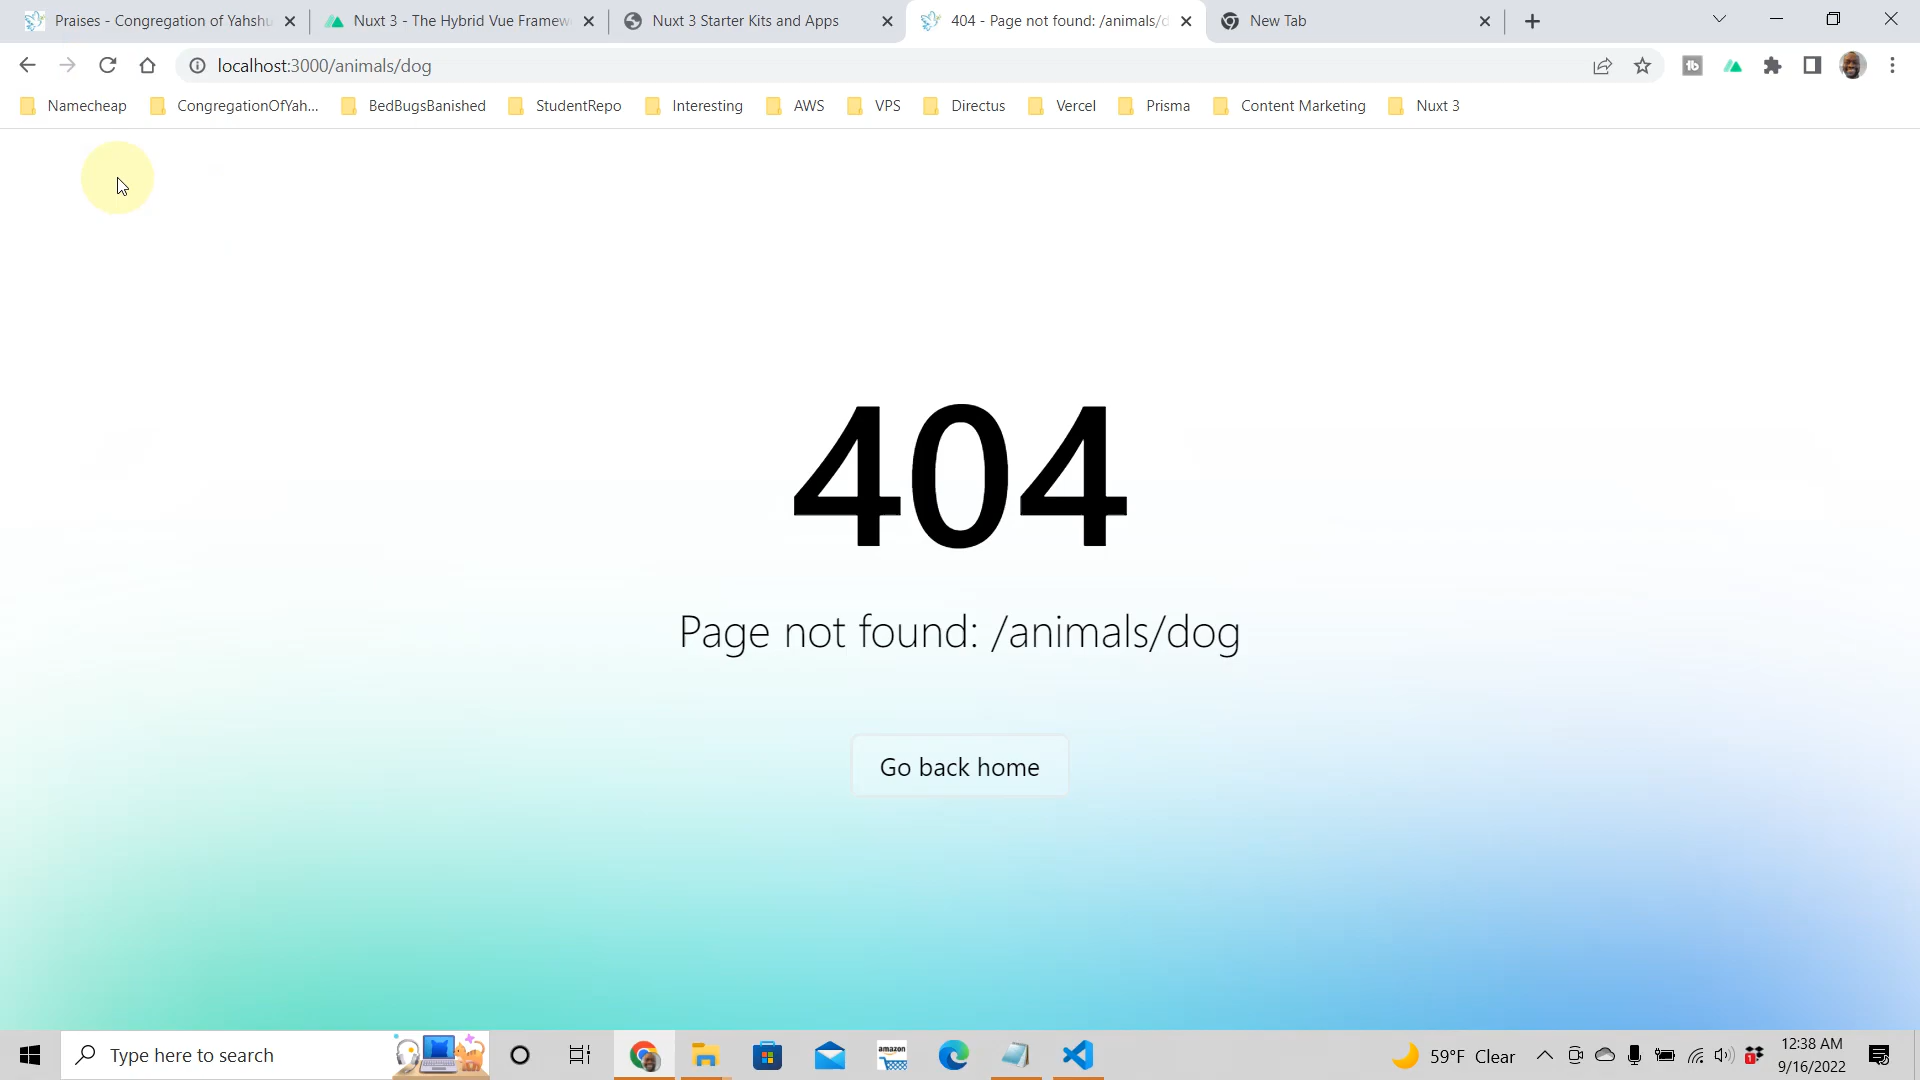 Praises - Congregation of Yahshu
Nuxt 3 - The Hybrid Vue Framew
Nuxt 3 Starter Kits and Apps
404 - Page not found: /animals/d
New Tab
localhost:3000/animals/dog
Namecheap
CongregationOfYah...
BedBugsBanished
StudentRepo
Interesting
AWS
VPS
Directus
Vercel
Prisma
Content Marketing
Nuxt 3
404
Page not found: /animals/dog
Go back home
Type here to search
amazon
59°F Clear
12:38 AM
9/16/2022